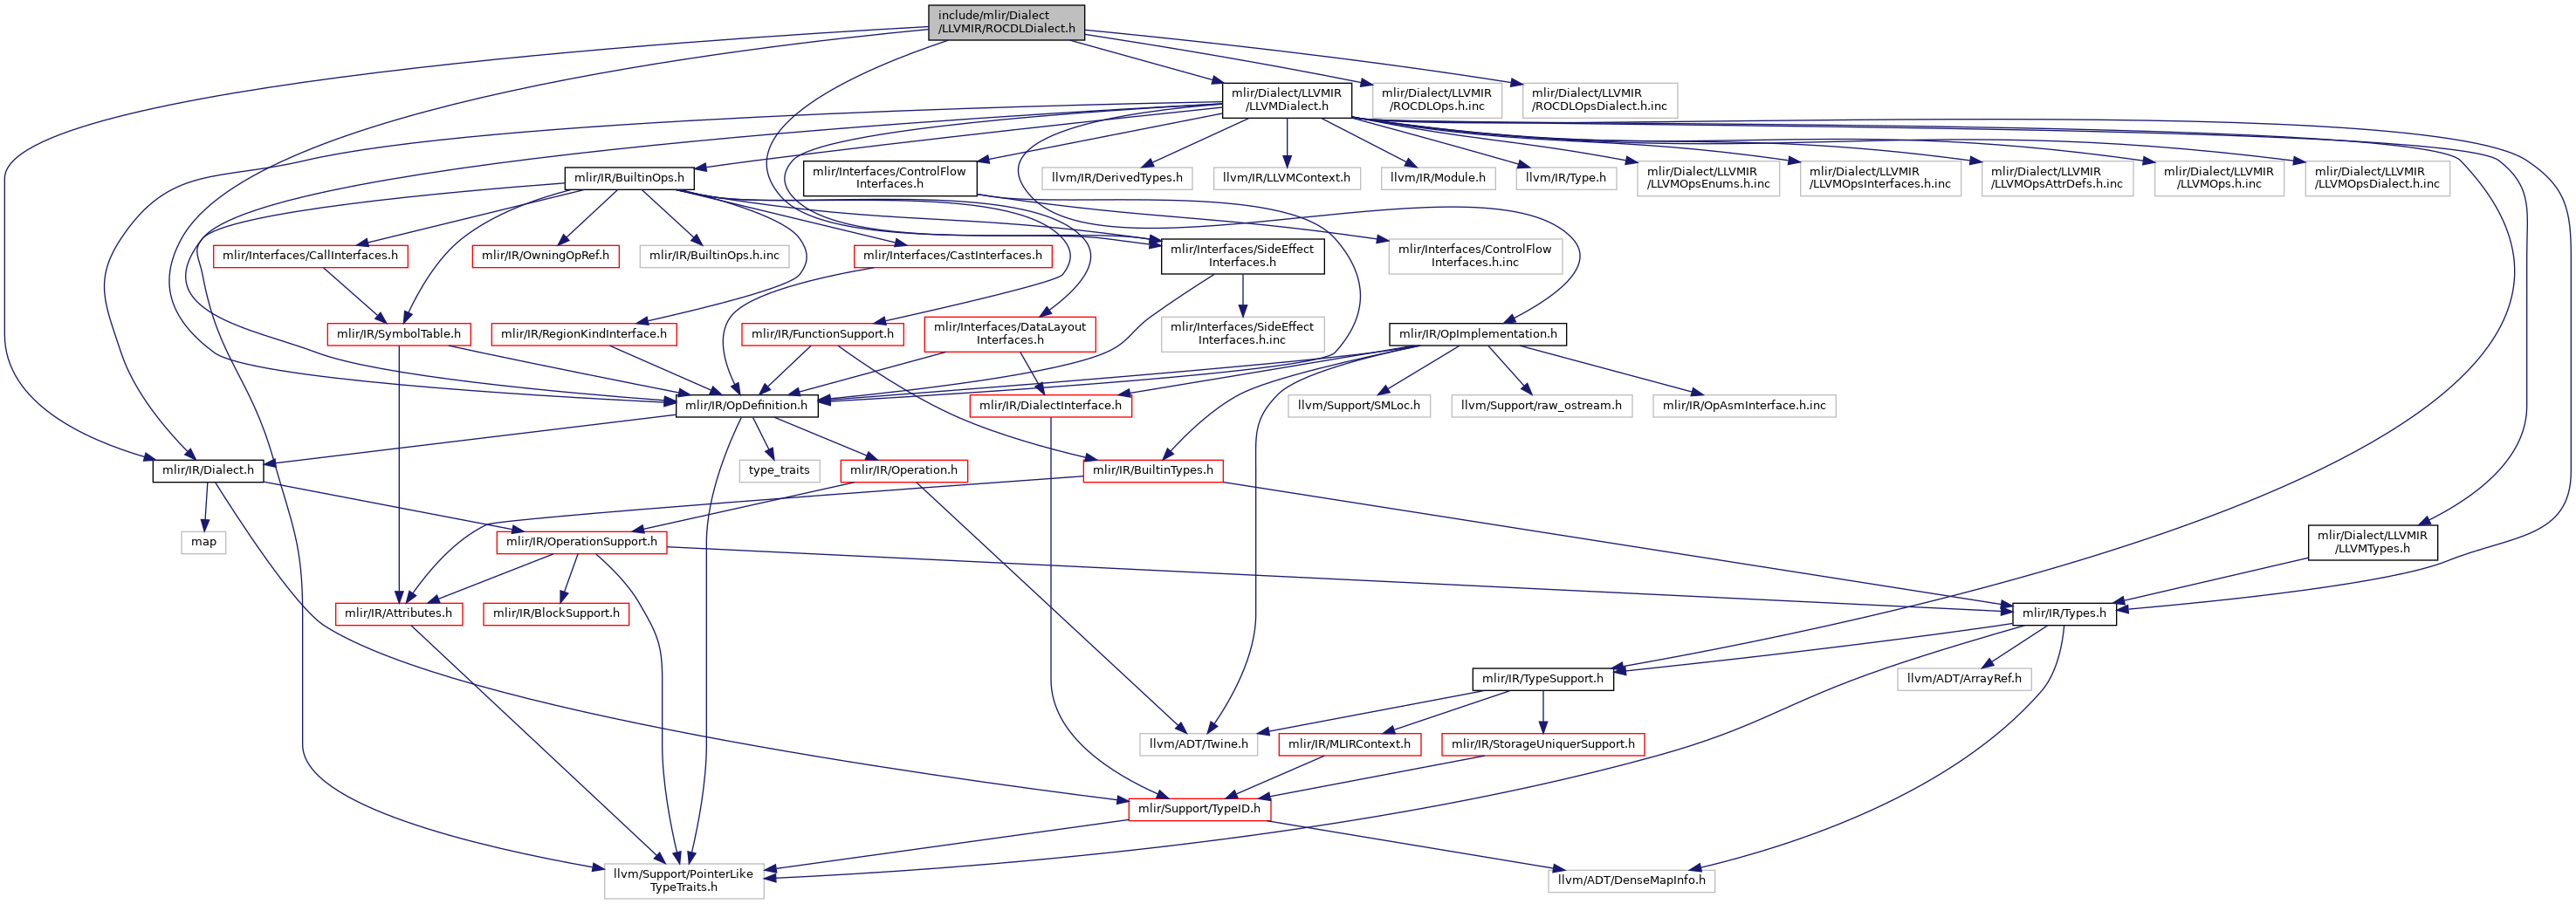 include/mlir/Dialect
/LLVMIR/ROCDLDialect.h
mlir/Dialect/LLVMIR
/LLVMDialect.h
mlir/Dialect/LLVMIR
/ROCDLOps.h.inc
mlir/Dialect/LLVMIR
/ROCDLOpsDialect.h.inc
mlir/IR/BuiltinOps.h
mlir/Interfaces/ControlFlow
Interfaces.h
llvm/IR/DerivedTypes.h
llvm/IR/LLVMContext.h
llvm/IR/Module.h
llvm/IR/Type.h
mlir/Dialect/LLVMIR
/LLVMOpsEnums.h.inc
mlir/Dialect/LLVMIR
/LLVMOpsInterfaces.h.inc
mlir/Dialect/LLVMIR
/LLVMOpsAttrDefs.h.inc
mlir/Dialect/LLVMIR
/LLVMOps.h.inc
mlir/Dialect/LLVMIR
/LLVMOpsDialect.h.inc
mlir/Interfaces/CallInterfaces.h
mlir/IR/OwningOpRef.h
mlir/IR/BuiltinOps.h.inc
mlir/Interfaces/CastInterfaces.h
mlir/Interfaces/SideEffect
Interfaces.h
mlir/Interfaces/ControlFlow
Interfaces.h.inc
mlir/IR/SymbolTable.h
mlir/IR/RegionKindInterface.h
mlir/IR/FunctionSupport.h
mlir/Interfaces/DataLayout
Interfaces.h
mlir/Interfaces/SideEffect
Interfaces.h.inc
mlir/IR/OpImplementation.h
mlir/IR/OpDefinition.h
mlir/IR/DialectInterface.h
llvm/Support/SMLoc.h
llvm/Support/raw_ostream.h
mlir/IR/OpAsmInterface.h.inc
mlir/IR/Dialect.h
type_traits
mlir/IR/Operation.h
mlir/IR/BuiltinTypes.h
map
mlir/IR/OperationSupport.h
mlir/Dialect/LLVMIR
/LLVMTypes.h
mlir/IR/Attributes.h
mlir/IR/BlockSupport.h
mlir/IR/Types.h
mlir/IR/TypeSupport.h
llvm/ADT/ArrayRef.h
llvm/ADT/Twine.h
mlir/IR/MLIRContext.h
mlir/IR/StorageUniquerSupport.h
mlir/Support/TypeID.h
llvm/Support/PointerLike
TypeTraits.h
llvm/ADT/DenseMapInfo.h